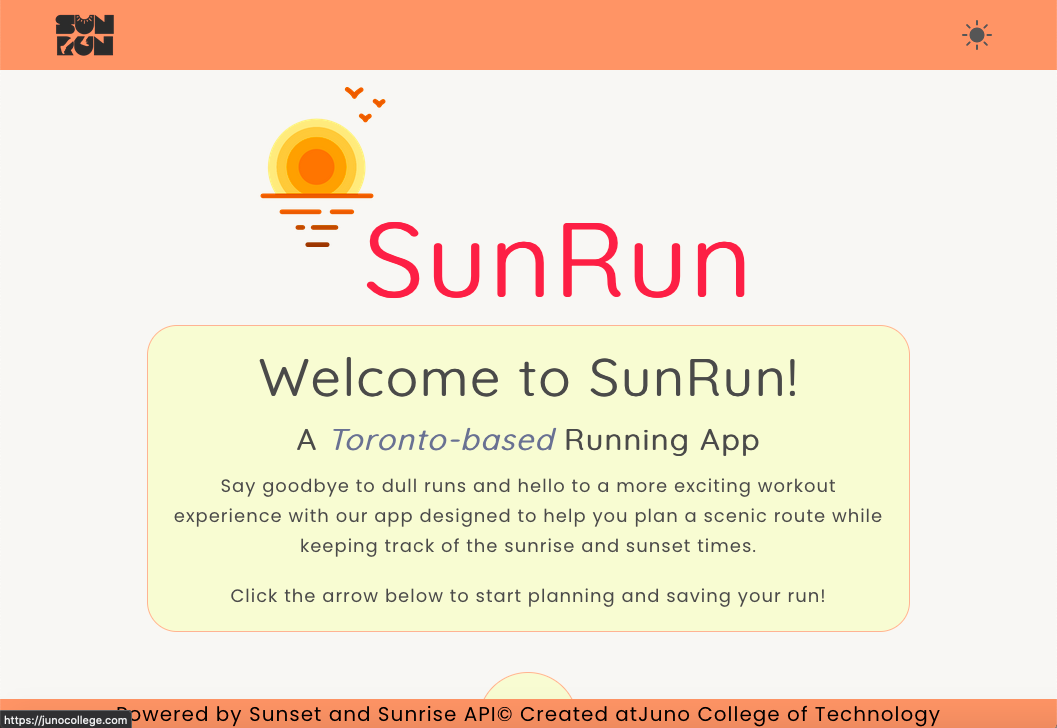 SUN
RUN
SunRun
Welcome to SunRun!
A Toronto-based Running App
Say goodbye to dull runs and hello to a more exciting workout
experience with our app designed to help you plan a scenic route while
keeping track of the sunrise and sunset times.
Click the arrow below to start planning and saving your run!
Powered by Sunset and Sunrise API© Created atJuno College of Technology
https://junocollege.com